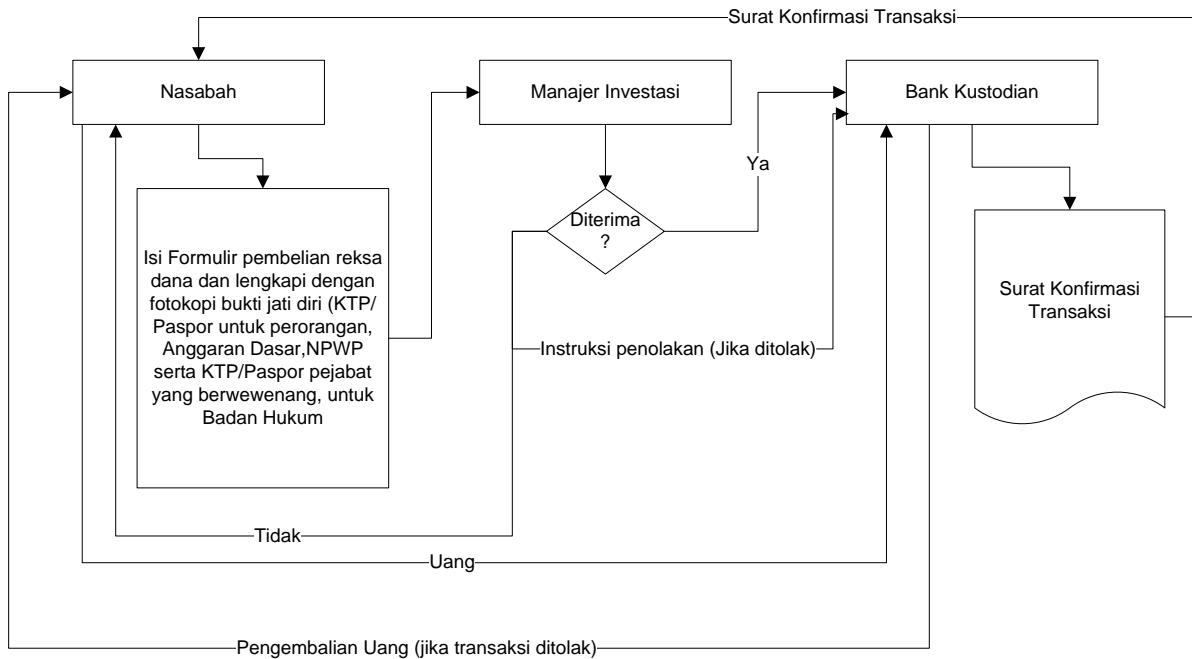 Surat Konfirmasi Transaksi
Nasabah
Manajer Investasi
Bank Kustodian
Ya
Diterima
?
Isi Formulir pembelian reksa
dana dan lengkapi dengan
fotokopi bukti jati diri (KTP/
Paspor untuk perorangan,
Anggaran Dasar,NPWP
serta KTP/Paspor pejabat
yang berwewenang, untuk
Badan Hukum
Surat Konfirmasi
Transaksi
Instruksi penolakan (Jika ditolak)
Tidak
Uang
Pengembalian Uang (jika transaksi ditolak)